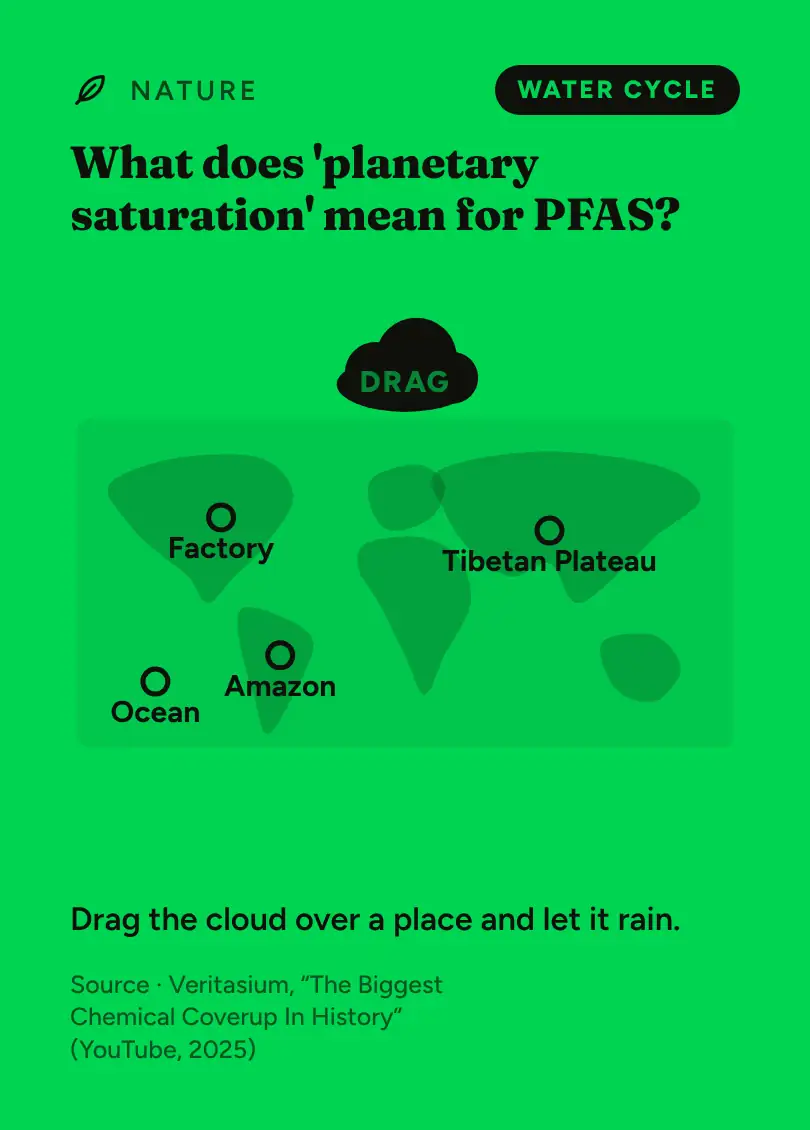 NATURE
WATER CYCLE
What does 'planetary
saturation' mean for PFAS?
DRAG
Factory
Tibetan Plateau
Amazon
Ocean
Drag the cloud over a place and let it rain.
Source · Veritasium, “The Biggest
Chemical Coverup In History”
(YouTube, 2025)